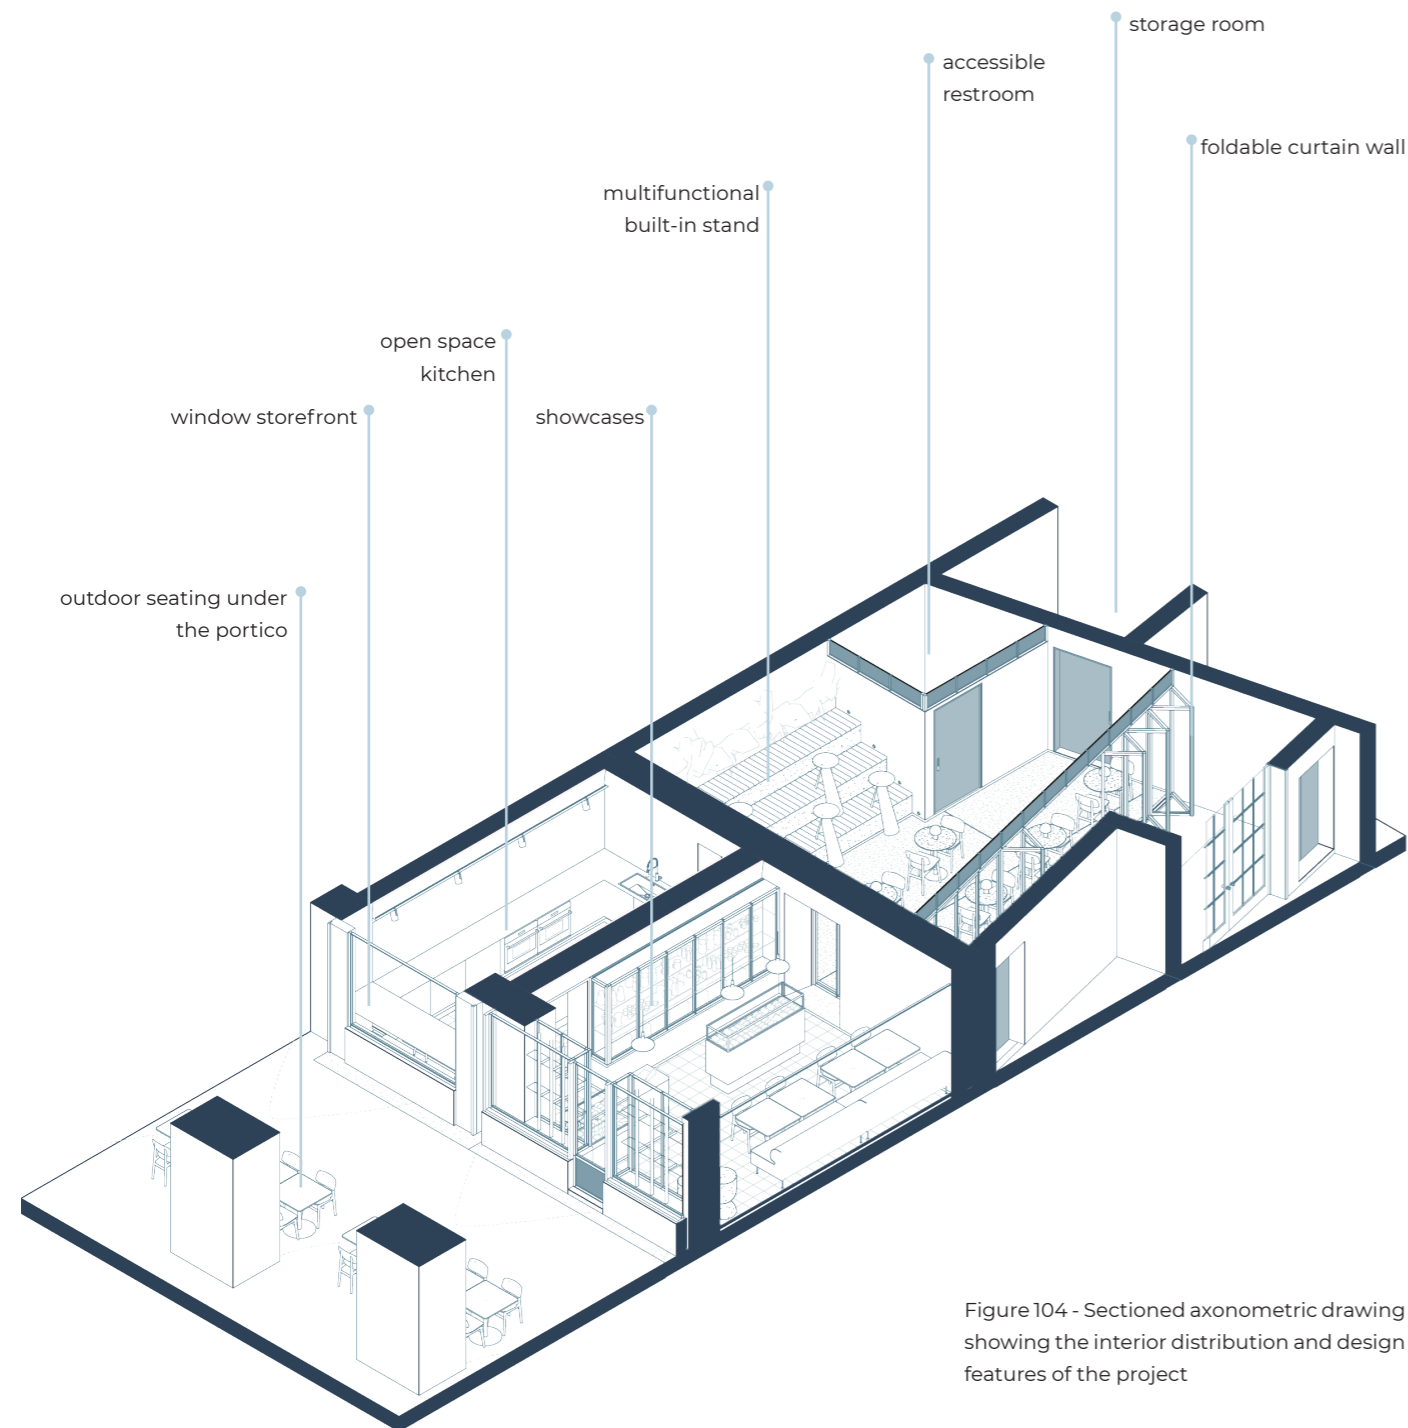 storage room
accessible
restroom
foldable curtain wall
multifunctional
built-in stand
open space
kitchen
window storefront
showcases
outdoor seating under
the portico
Figure 104 - Sectioned axonometric drawing
showing the interior distribution and design
features of the project